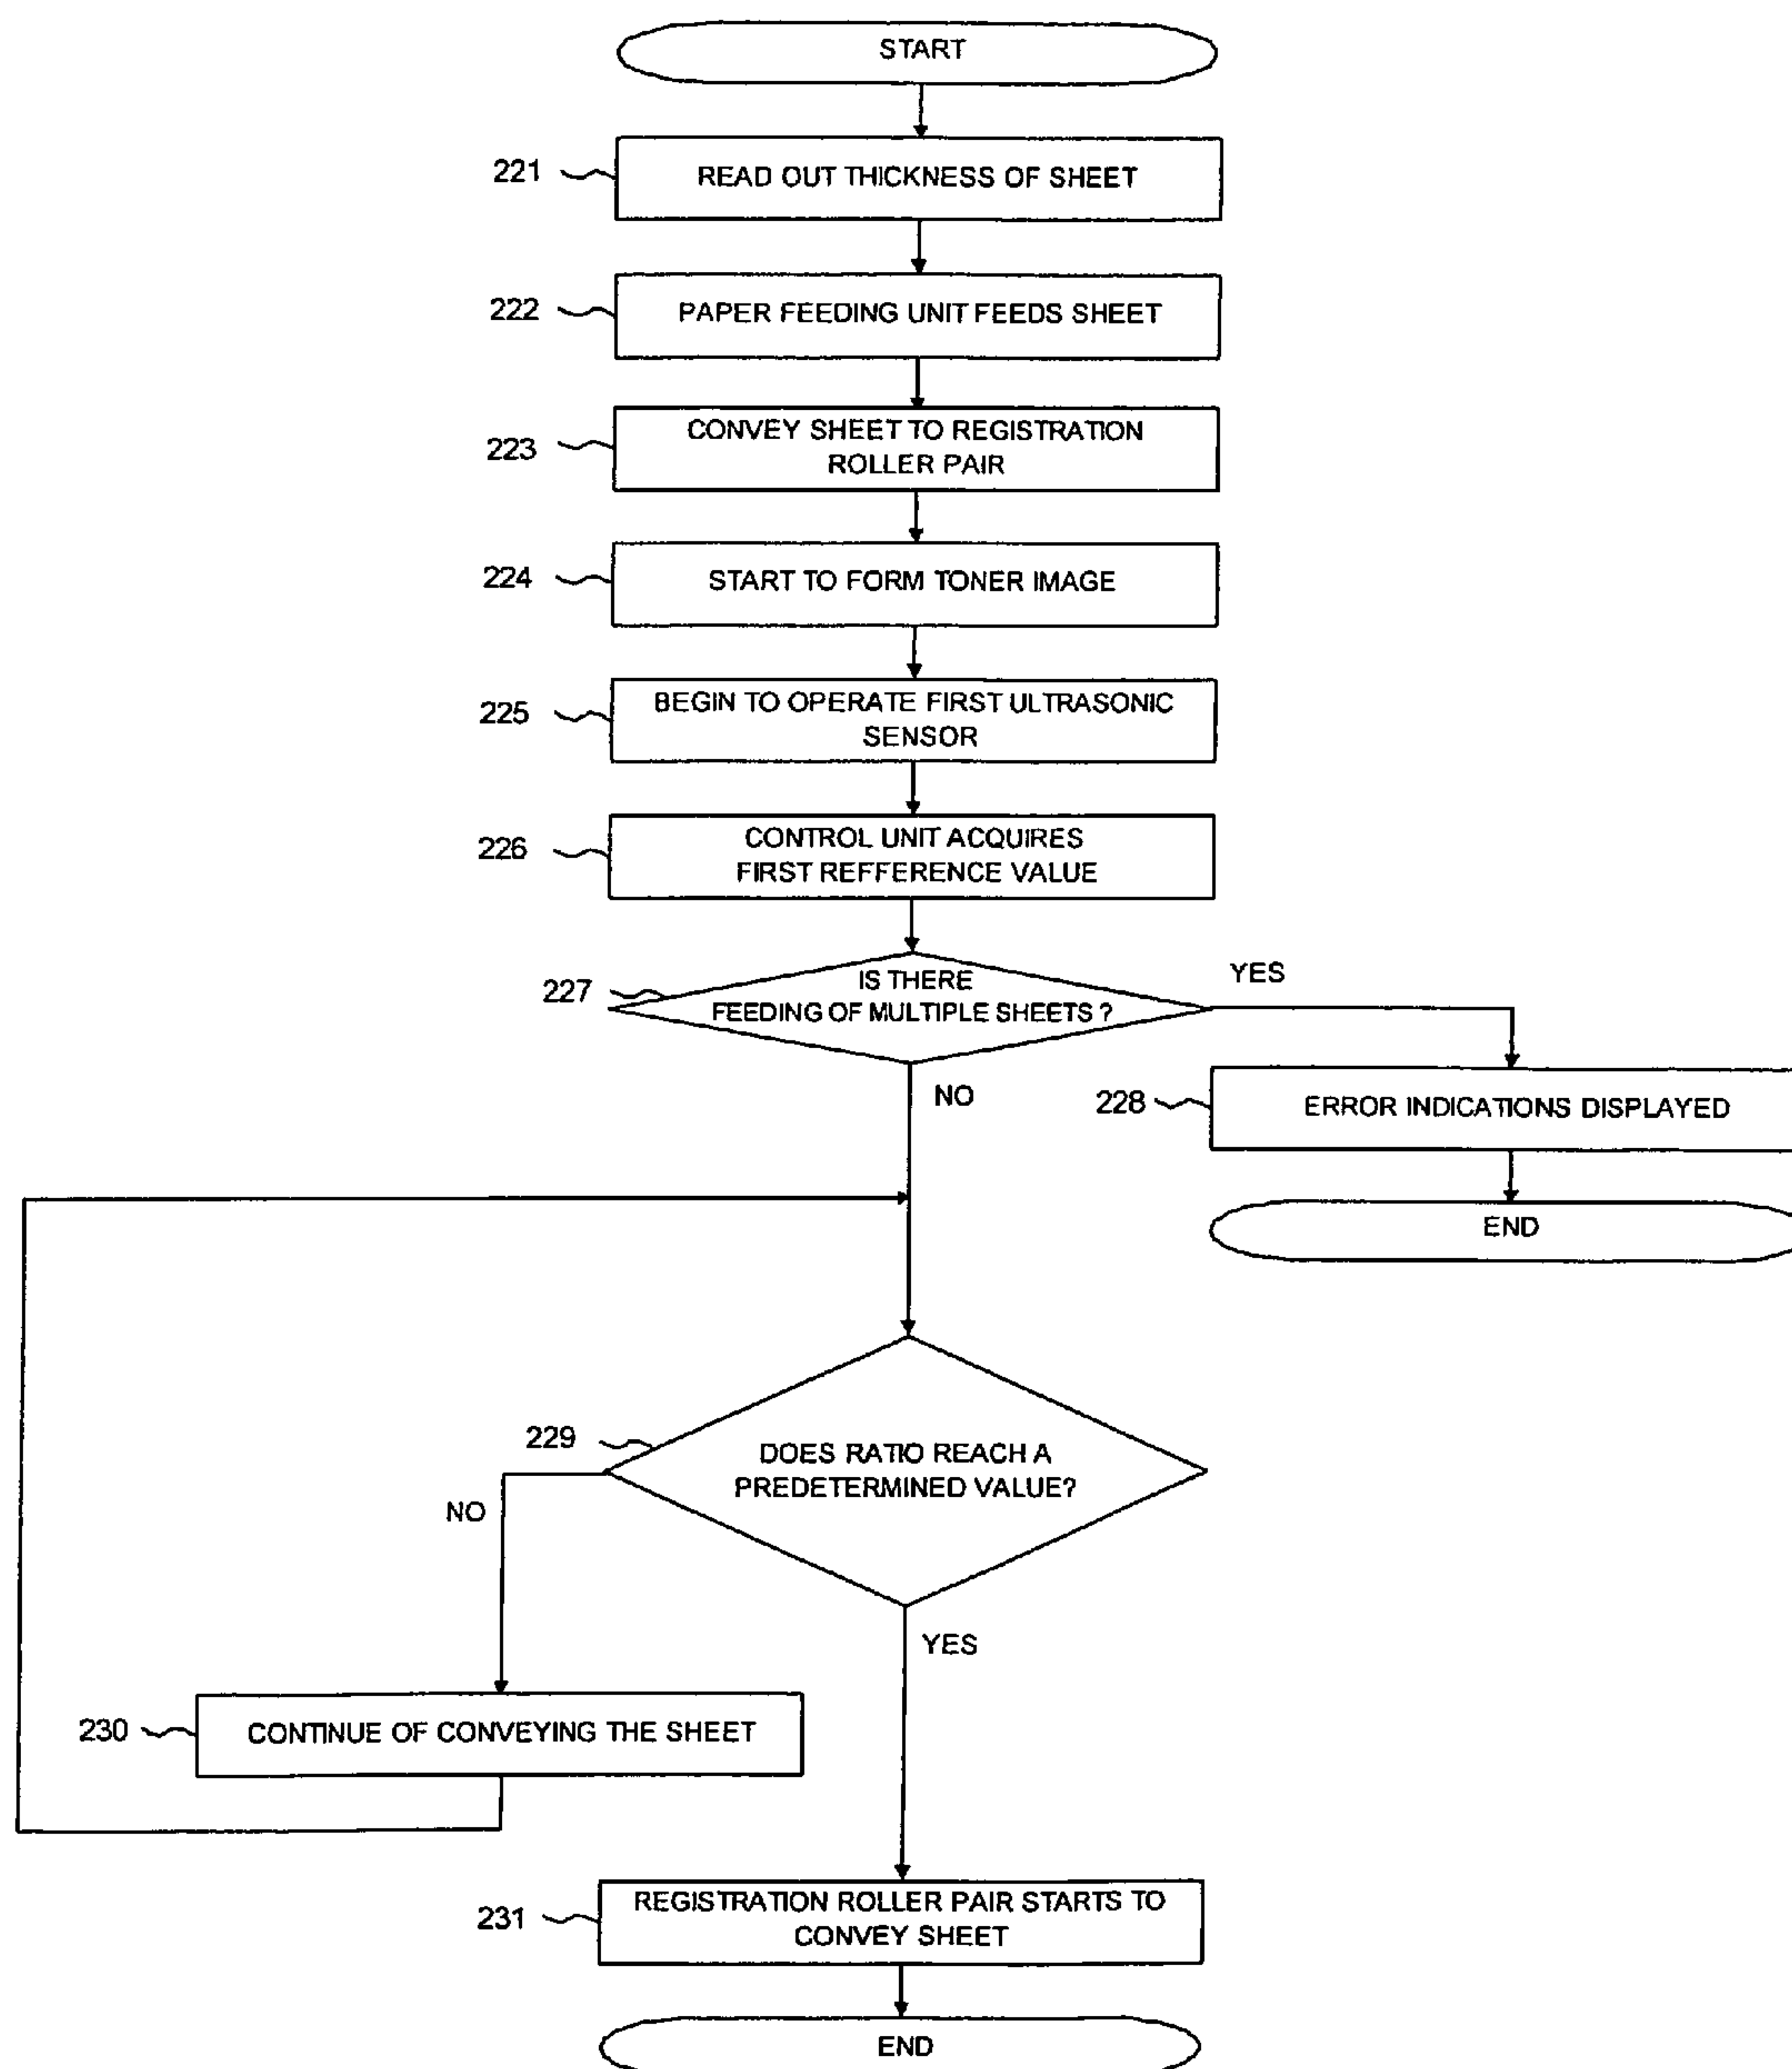 START
221
READ OUT THICKNESS OF SHEET
222
PAPER FEEDING UNIT FEEDS SHEET
223
CONVEY SHEET TO REGISTRATION
ROLLER PAIR
224
START TO FORM TONER IMAGE
225
BEGIN TO OPERATE FIRST ULTRASONIC
SENSOR
226
CONTROL UNIT ACQUIRES
FIRST REFFERENCE VALUE
227
IS THERE
FEEDING OF MULTIPLE SHEETS ?
YES
NO
228
ERROR INDICATIONS DISPLAYED
END
229
DOES RATIO REACH A
PREDETERMINED VALUE?
NO
YES
230
CONTINUE OF CONVEYING THE SHEET
231
REGISTRATION ROLLER PAIR STARTS TO
CONVEY SHEET
END